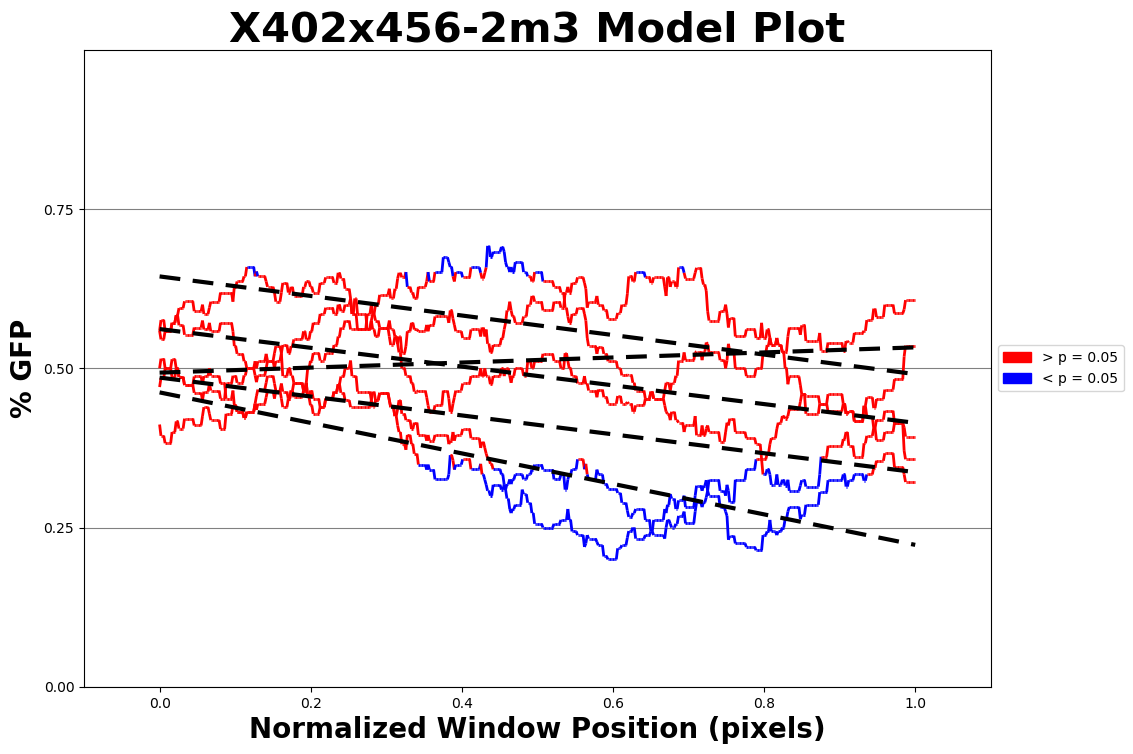 X402x456-2m3 Model Plot
% GFP
0.75
0.50
0.25
0.00
0.0 0.2 0.4 0.6 0.8 1.0
Normalized Window Position (pixels)
> p = 0.05
< p = 0.05